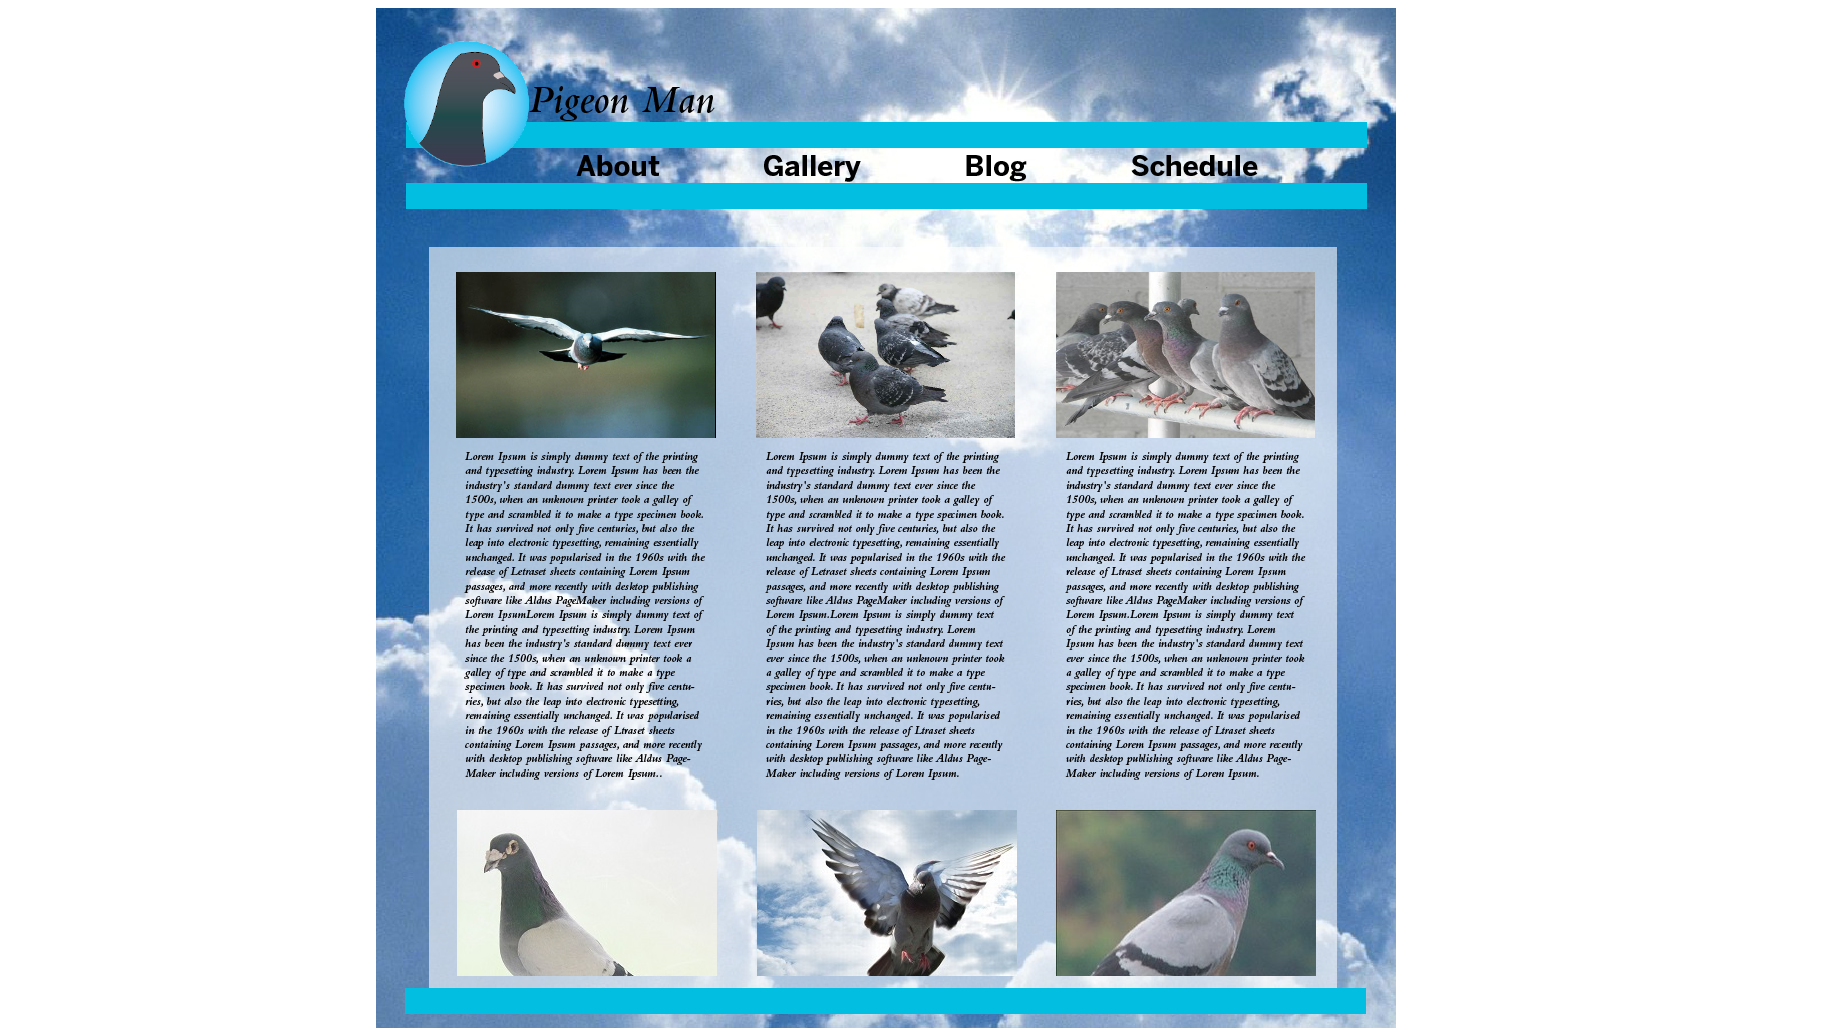 Pigeon Man
About Gallery Blog Schedule
Lorem Ipsum is simply dummy text of the printing
and typesetting industry. Lorem Ipsum has been the
industry's standard dummy text ever since the
1500s, when an unknown printer took a galley of
type and scrambled it to make a type specimen book.
It has survived not only five centuries, but also the
leap into electronic typesetting, remaining essentially
unchanged. It was popularised in the 1960s with the
release of Letraset sheets containing Lorem Ipsum
passages, and more recently with desktop publishing
software like Aldus PageMaker including versions of
Lorem IpsumLorem Ipsum is simply dummy text of
the printing and typesetting industry. Lorem Ipsum
has been the industry's standard dummy text ever
since the 1500s, when an unknown printer took a
galley of type and scrambled it to make a type
specimen book. It has survived not only five centu-
ries, but also the leap into electronic typesetting,
remaining essentially unchanged. It was popularised
in the 1960s with the release of Ltraset sheets
containing Lorem Ipsum passages, and more recently
with desktop publishing software like Aldus Page-
Maker including versions of Lorem Ipsum..
Lorem Ipsum is simply dummy text of the printing
and typesetting industry. Lorem Ipsum has been the
industry's standard dummy text ever since the
1500s, when an unknown printer took a galley of
type and scrambled it to make a type specimen book.
It has survived not only five centuries, but also the
leap into electronic typesetting, remaining essentially
unchanged. It was popularised in the 1960s with the
release of Letraset sheets containing Lorem Ipsum
passages, and more recently with desktop publishing
software like Aldus PageMaker including versions of
Lorem Ipsum.Lorem Ipsum is simply dummy text
of the printing and typesetting industry. Lorem
Ipsum has been the industry's standard dummy text
ever since the 1500s, when an unknown printer took
a galley of type and scrambled it to make a type
specimen book. It has survived not only five centu-
ries, but also the leap into electronic typesetting,
remaining essentially unchanged. It was popularised
in the 1960s with the release of Ltraset sheets
containing Lorem Ipsum passages, and more recently
with desktop publishing software like Aldus Page-
Maker including versions of Lorem Ipsum.
Lorem Ipsum is simply dummy text of the printing
and typesetting industry. Lorem Ipsum has been the
industry's standard dummy text ever since the
1500s, when an unknown printer took a galley of
type and scrambled it to make a type specimen book.
It has survived not only five centuries, but also the
leap into electronic typesetting, remaining essentially
unchanged. It was popularised in the 1960s with the
release of Ltraset sheets containing Lorem Ipsum
passages, and more recently with desktop publishing
software like Aldus PageMaker including versions of
Lorem Ipsum.Lorem Ipsum is simply dummy text
of the printing and typesetting industry. Lorem
Ipsum has been the industry's standard dummy text
ever since the 1500s, when an unknown printer took
a galley of type and scrambled it to make a type
specimen book. It has survived not only five centu-
ries, but also the leap into electronic typesetting,
remaining essentially unchanged. It was popularised
in the 1960s with the release of Ltraset sheets
containing Lorem Ipsum passages, and more recently
with desktop publishing software like Aldus Page-
Maker including versions of Lorem Ipsum.